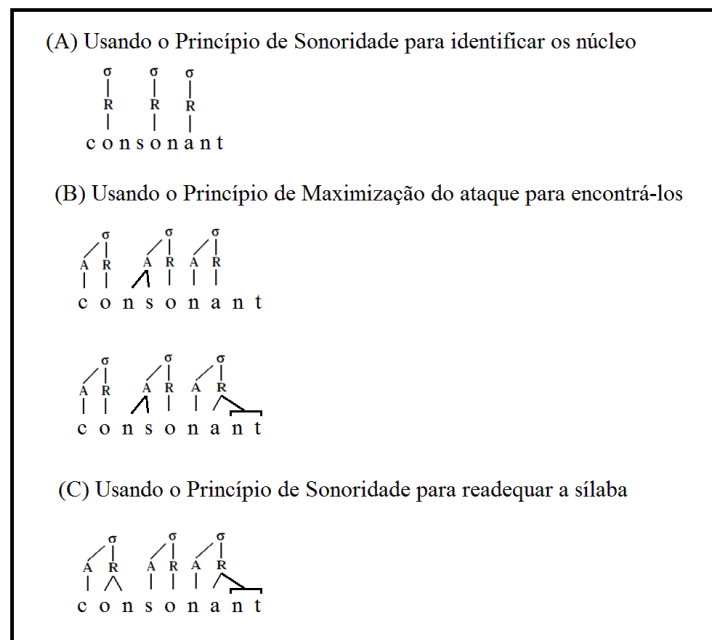 (A) Usando o Princípio de Sonoridade para identificar os núcleo
σ σ σ
R R R
c o n s o n a n t
(B) Usando o Princípio de Maximização do ataque para encontrá-los
σ σ σ
A R A R A R
c o n s o n a n t
σ σ σ
A R A R A R
c o n s o n a n t
(C) Usando o Princípio de Sonoridade para readequar a sílaba
σ σ σ
A R A R A R
c o n s o n a n t